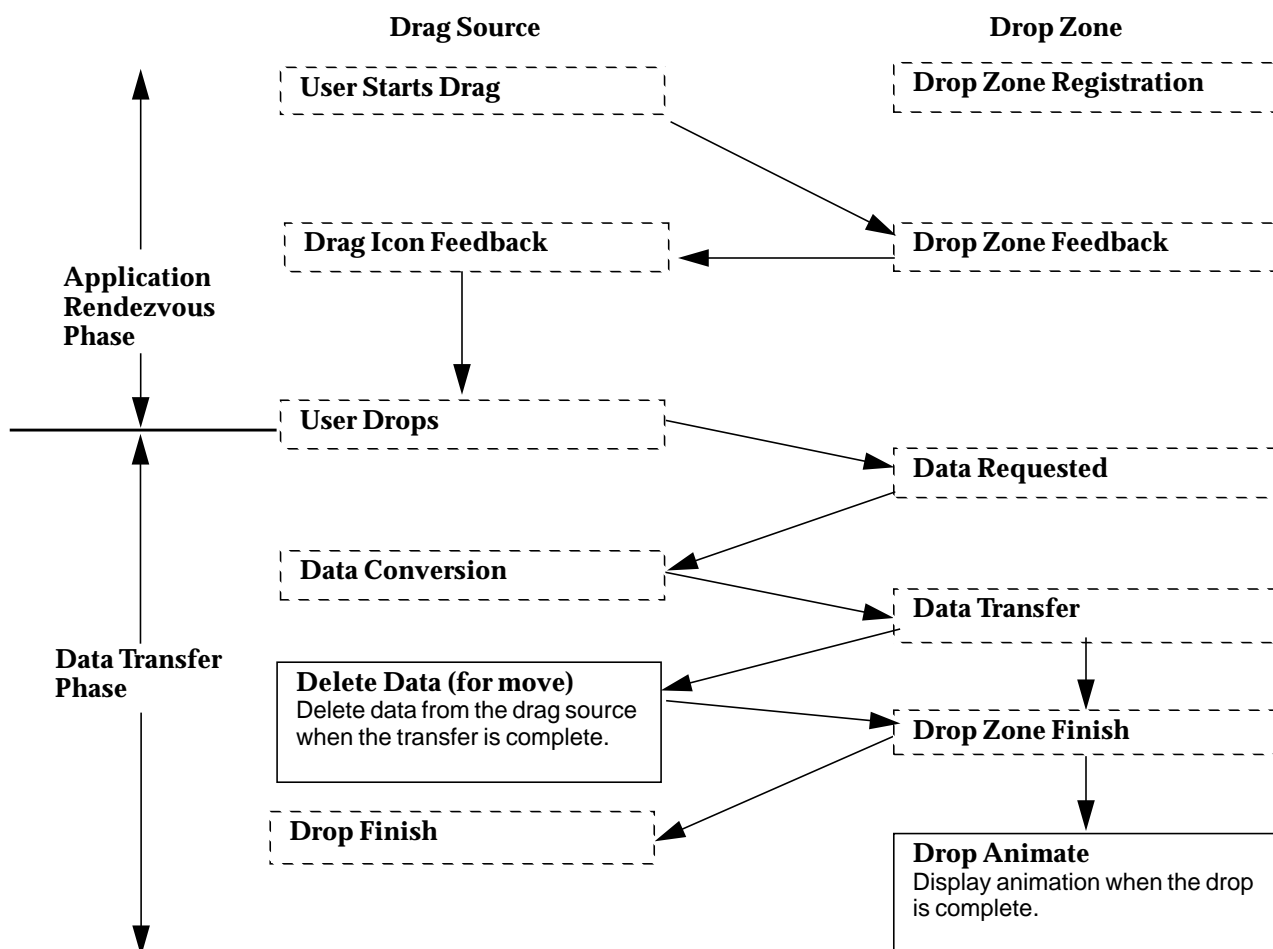 Drag Source
Drop Zone
User Starts Drag
Drop Zone Registration
Drag Icon Feedback
Drop Zone Feedback
Application
Rendezvous
Phase
User Drops
Data Requested
Data Conversion
Data Transfer
Data Transfer
Phase
Delete Data (for move)
Delete data from the drag source
when the transfer is complete.
Drop Zone Finish
Drop Finish
Drop Animate
Display animation when the drop
is complete.